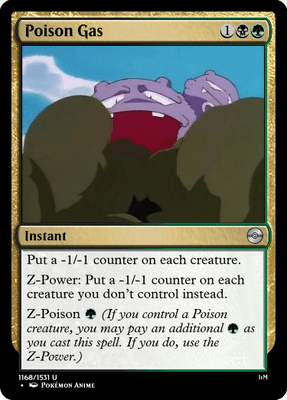 Poison Gas 1
Instant
Put a -1/-1 counter on each creature.
Z-Power: Put a -1/-1 counter on each
creature you don't control instead.
Z-Poison (If you control a Poison
creature, you may pay an additional as
you cast this spell. If you do, use the
Z-Power.)
1168/1531 U
• Pokémon Anime